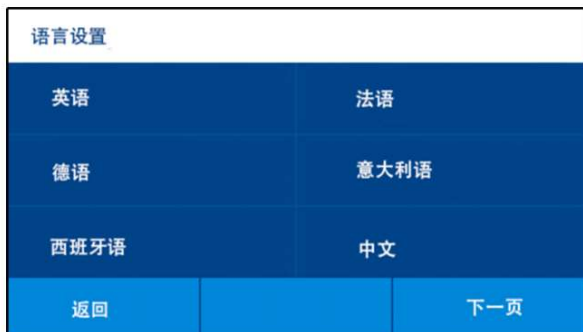 语言设置
英语 法语
德语 意大利语
西班牙语 中文
返回 下一页